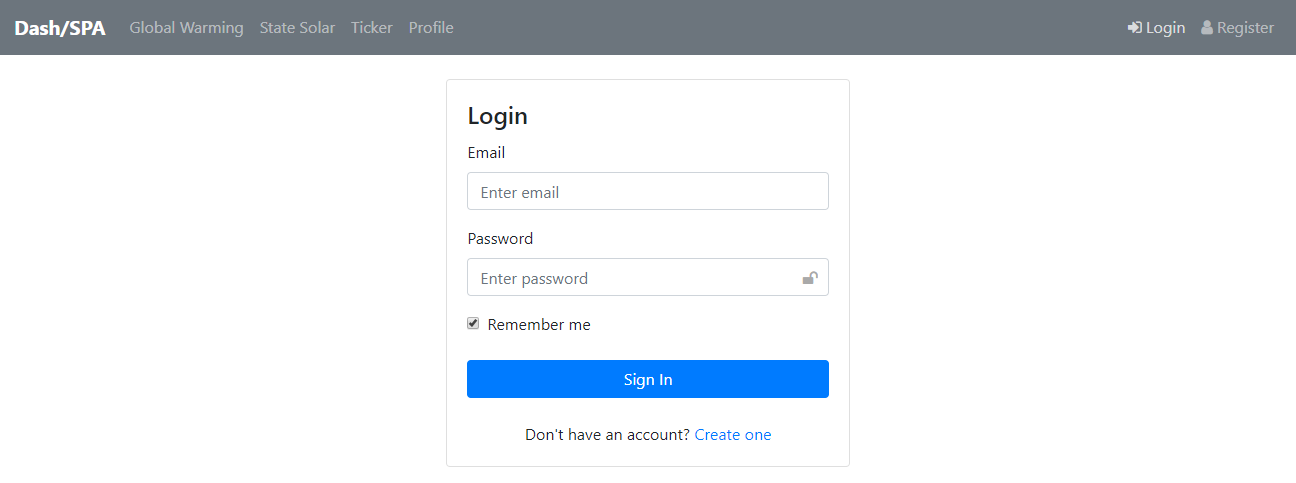 Dash/SPA Global Warming State Solar Ticker Profile Login Register
Login
Email
Enter email
Password
Enter password
Remember me
Sign In
Don't have an account? Create one